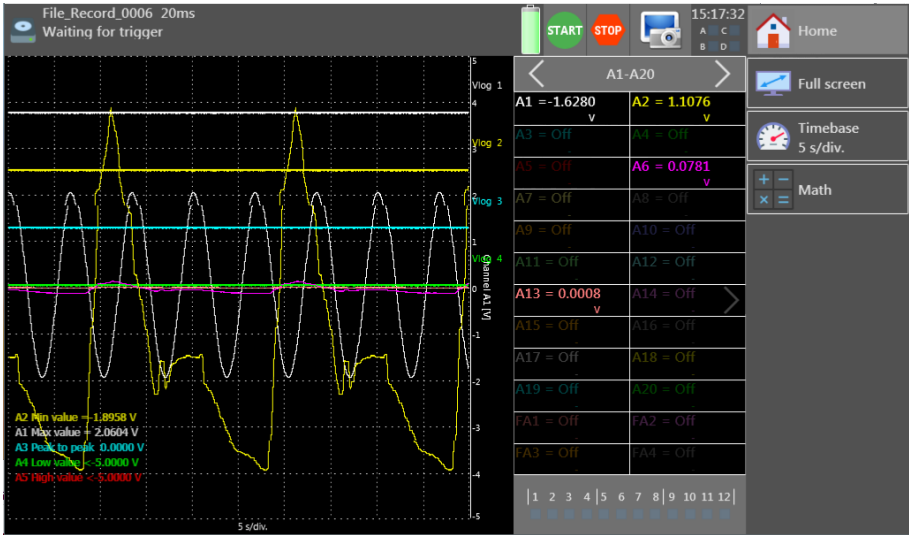 File_Record_0006 20ms
Waiting for trigger
START
STOP
15:17:32
A C
B D
Home
Full screen
Timebase
5 s/div.
Math
5
Vlog 1
4
Vlog 2
3
2
Vlog 3
1
Vlog 4
0
Channel A1 [V]
-1
-2
-3
-4
-5
A2 Min value =-1.8958 V
A1 Max value = 2.0604 V
A3 Peak to peak 0.0000 V
A4 Low value <-5.0000 V
A5 High value <-5.0000 V
5 s/div.
A1-A20
A1 =-1.6280 V
A2 = 1.1076 V
A3 = Off
A4 = Off
A5 = Off
A6 = 0.0781 V
A7 = Off
A8 = Off
A9 = Off
A10 = Off
A11 = Off
A12 = Off
A13 = 0.0008 V
A14 = Off
A15 = Off
A16 = Off
A17 = Off
A18 = Off
A19 = Off
A20 = Off
FA1 = Off
FA2 = Off
FA3 = Off
FA4 = Off
1 2 3 4 5 6 7 8 9 10 11 12